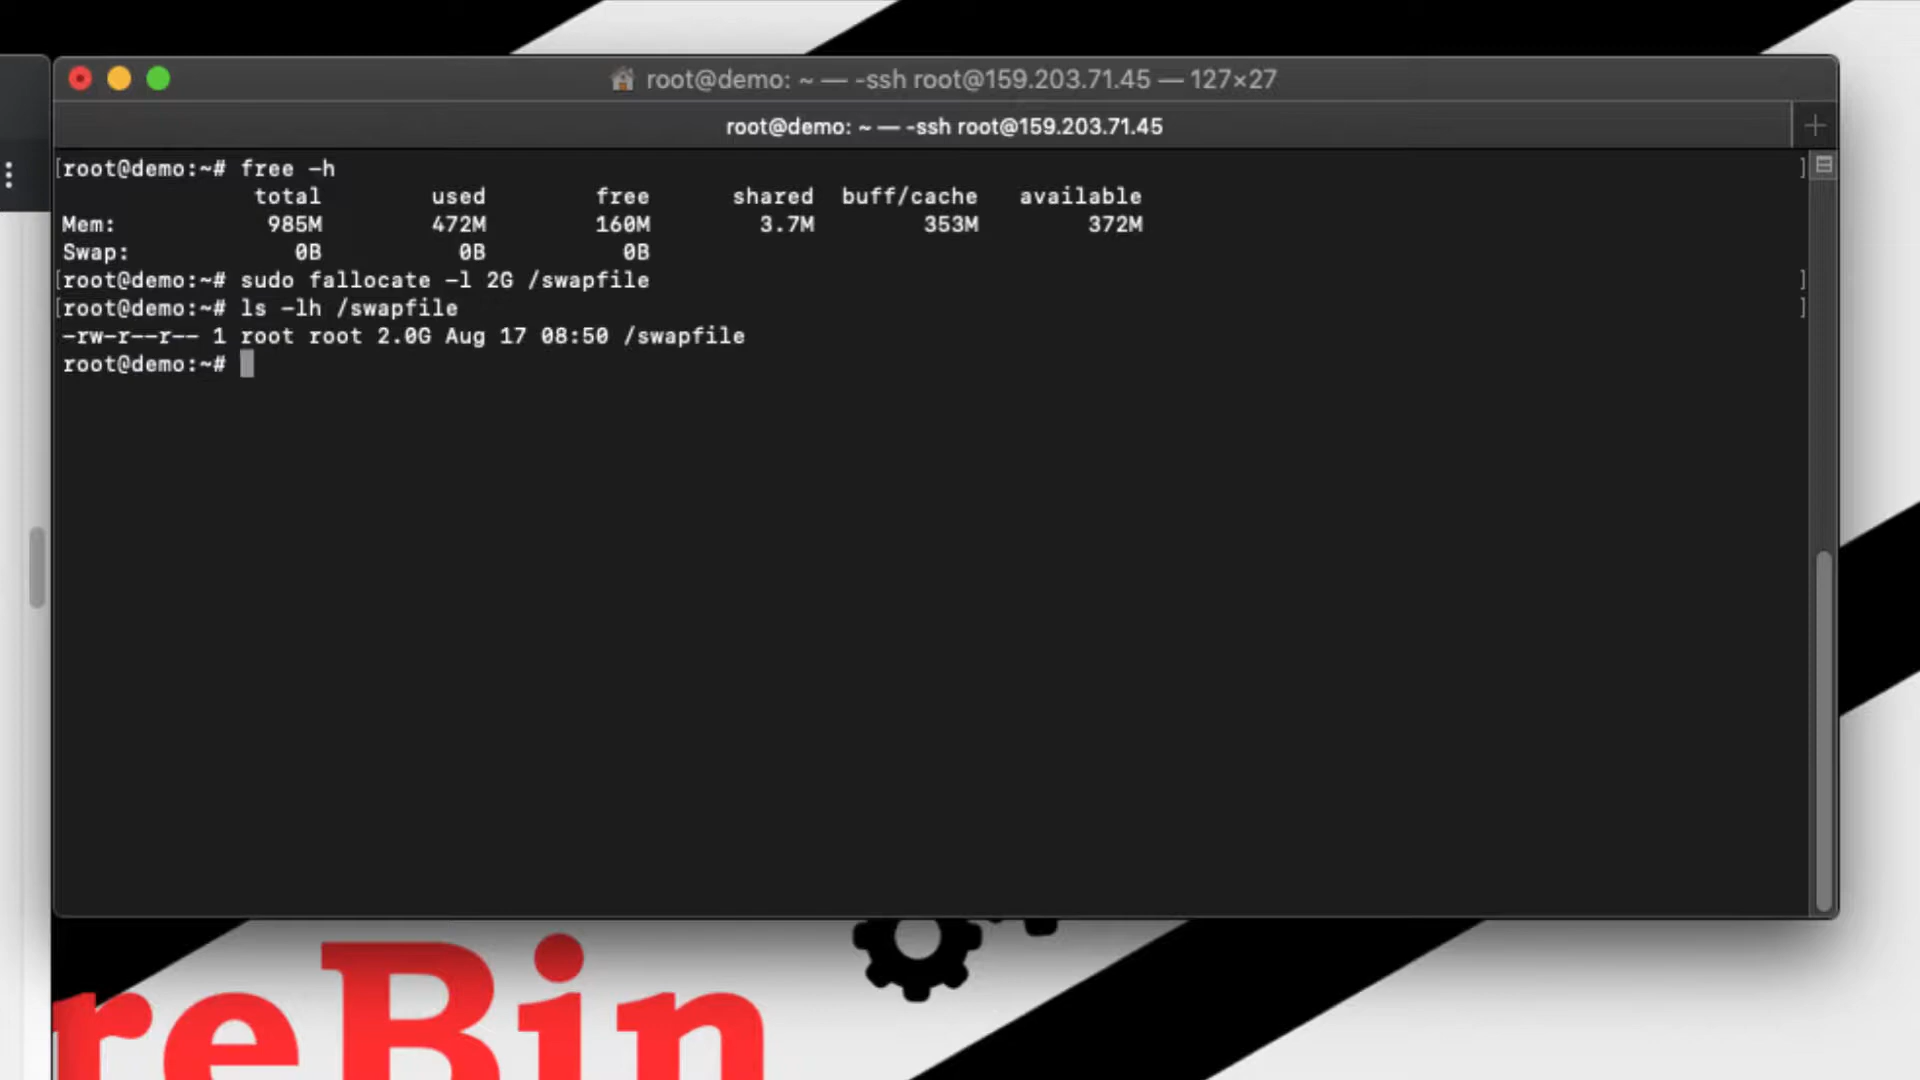 root@demo: ~ — -ssh root@159.203.71.45 — 127×27
root@demo: ~ — -ssh root@159.203.71.45
[root@demo:~# free -h ]
total used free shared buff/cache available
Mem: 985M 472M 160M 3.7M 353M 372M
Swap: 0B 0B 0B
[root@demo:~# sudo fallocate -l 2G /swapfile ]
[root@demo:~# ls -lh /swapfile ]
-rw-r--r-- 1 root root 2.0G Aug 17 08:50 /swapfile
root@demo:~#
reBin